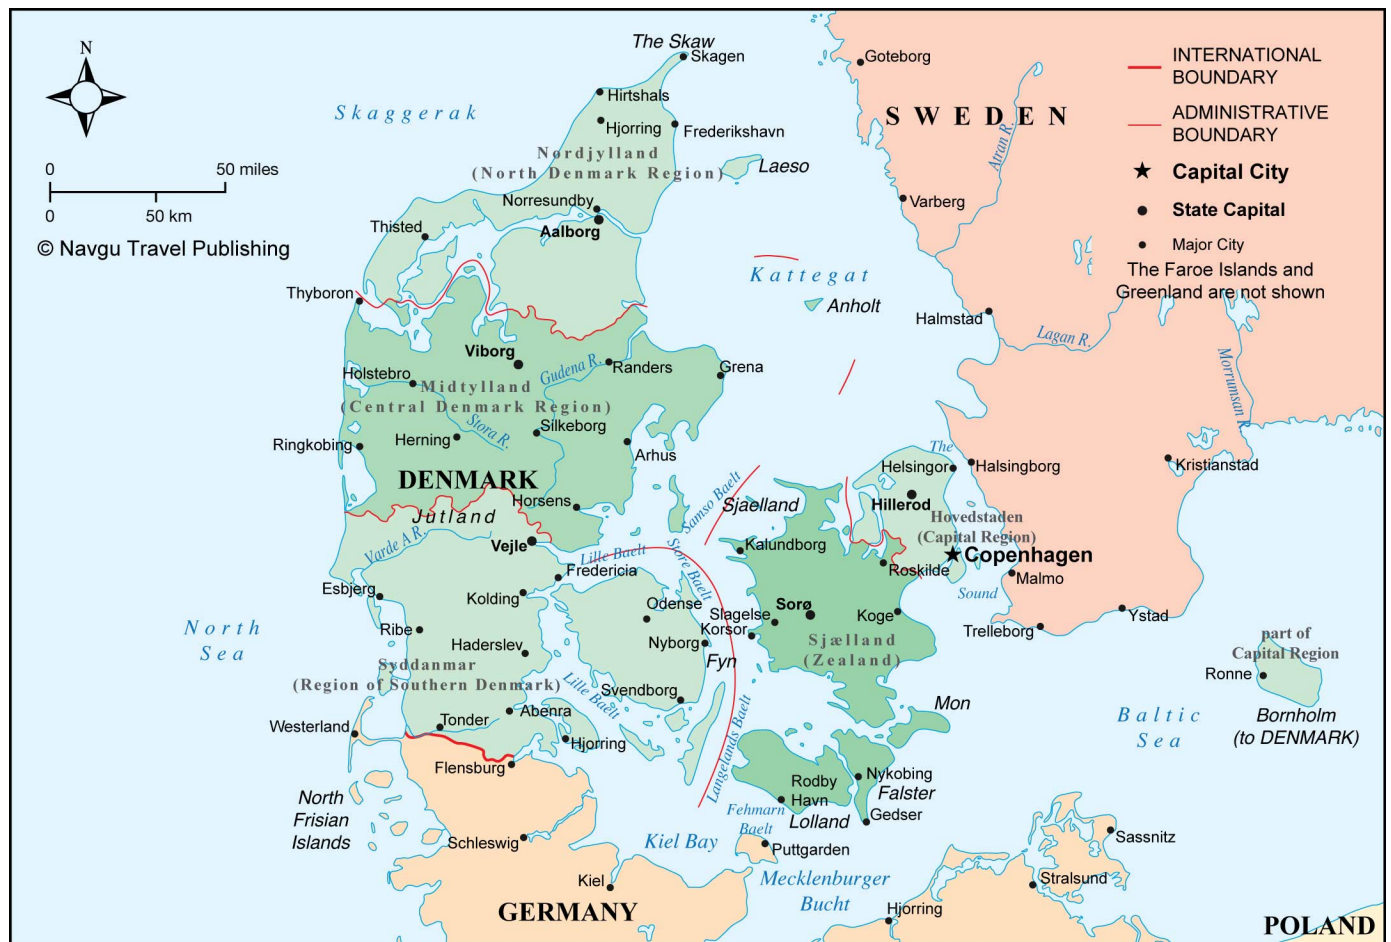 The Skaw
Skagen
Goteborg
INTERNATIONAL
BOUNDARY
N
Hirtshals
Skaggerak
SWEDEN
ADMINISTRATIVE
BOUNDARY
Hjorring
Frederikshavn
Atran R.
Nørdjylland
(North Denmark Region)
Laeso
0 50 miles
0 50 km
Capital City
Norresundby
Varberg
State Capital
Thisted
Aalborg
Major City
© Navgu Travel Publishing
The Faroe Islands and
Greenland are not shown
Kattegat
Thyboron
Anholt
Halmstad
Lagan R.
Morrumsan R.
Viborg
Gudena R.
Randers
Grena
Holstebro
Midtylland
(Central Denmark Region)
Stora R.
Silkeborg
Herning
Ringkobing
Arhus
The
Helsingor
Halsingborg
Kristianstad
DENMARK
Horsens
Samso Baelt
Sjaelland
Hillerod
Jutland
Hovedstaden
(Capital Region)
Varde A R.
Vejle
Lille Baelt
Store Baelt
Kalundborg
Copenhagen
Fredericia
Roskilde
Malmo
Esbjerg
Kolding
Odense
Slagelse
Sorø
Koge
Sound
Ystad
North
Sea
Ribe
Haderslev
Nyborg
Korsor
Trelleborg
Fyn
Sjælland
(Zealand)
part of
Capital Region
Syddanmar
(Region of Southern Denmark)
Ronne
Lille Baelt
Svendborg
Westerland
Tonder
Abenra
Mon
Baltic
Sea
Bornholm
(to DENMARK)
Hjorring
Langelands Baelt
Flensburg
Rodby
Havn
Nykobing
Falster
North
Frisian
Islands
Fehmarn
Baelt
Lolland
Gedser
Schleswig
Kiel Bay
Puttgarden
Sassnitz
Kiel
Mecklenburger
Bucht
Stralsund
GERMANY
Hjorring
POLAND